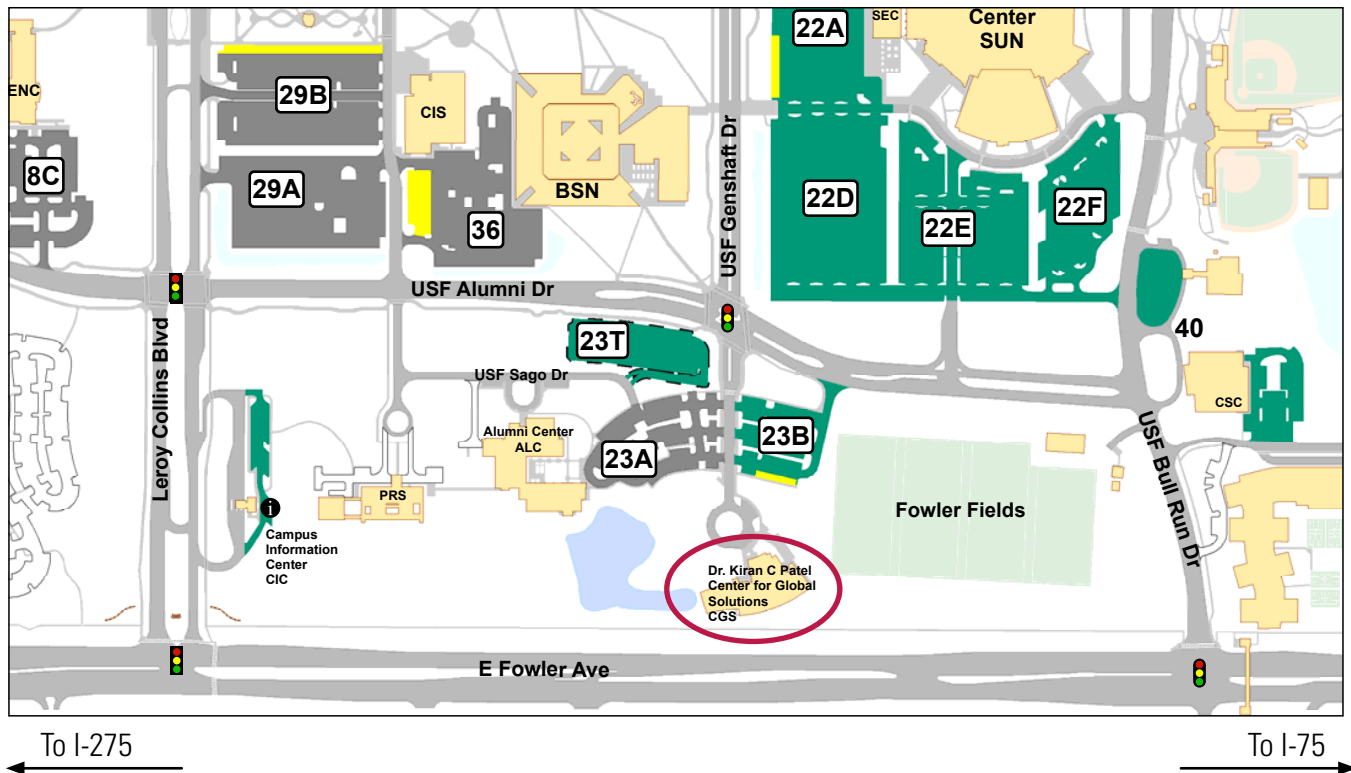 22A
SEC
Center
SUN
ENC
29B
CIS
8C
29A
36
BSN
USF Genshaft Dr
22D
22E
22F
USF Alumni Dr
40
23T
Leroy Collins Blvd
USF Sago Dr
CSC
Alumni Center
ALC
23A
23B
USF Bull Run Dr
PRS
i
Campus
Information
Center
CIC
Fowler Fields
Dr. Kiran C Patel
Center for Global
Solutions
CGS
E Fowler Ave
To I-275
To I-75